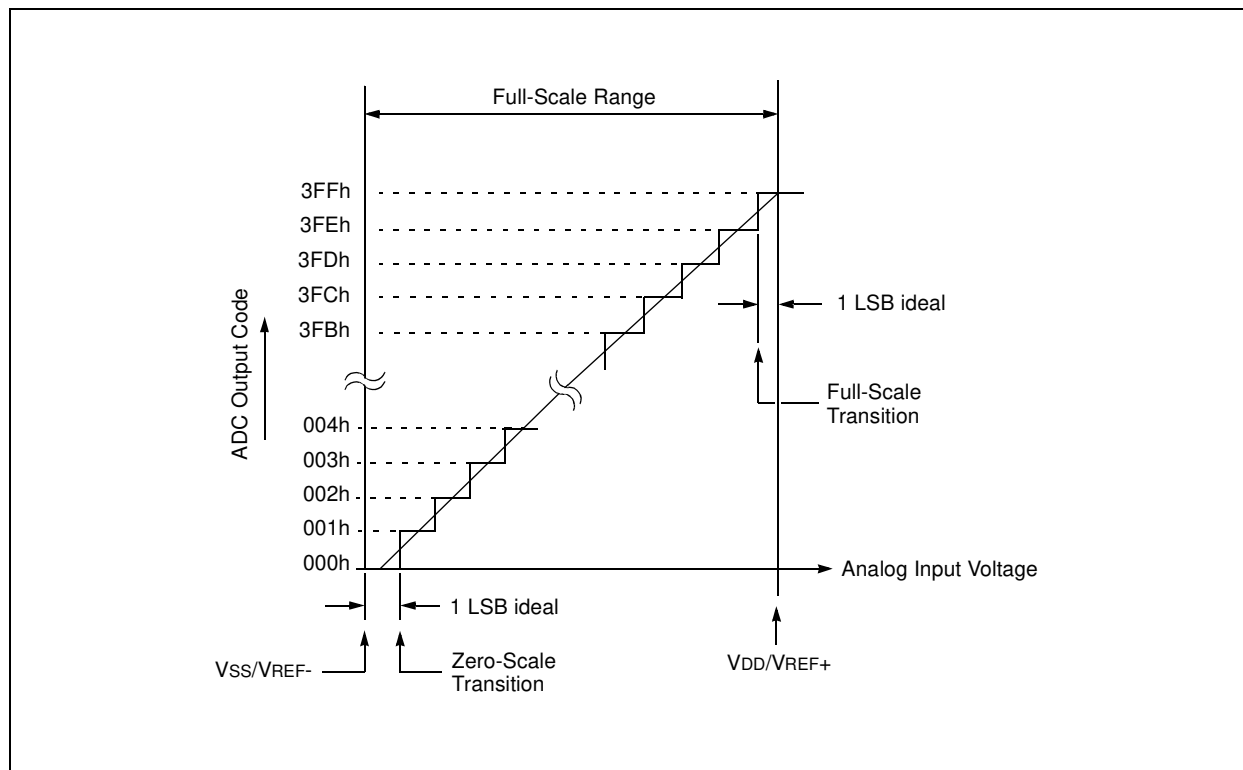 Full-Scale Range
3FFh
3FEh
3FDh
3FCh
3FBh
1 LSB ideal
ADC Output Code
Full-Scale
Transition
004h
003h
002h
001h
000h
Analog Input Voltage
1 LSB ideal
VSS/VREF-
Zero-Scale
Transition
VDD/VREF+